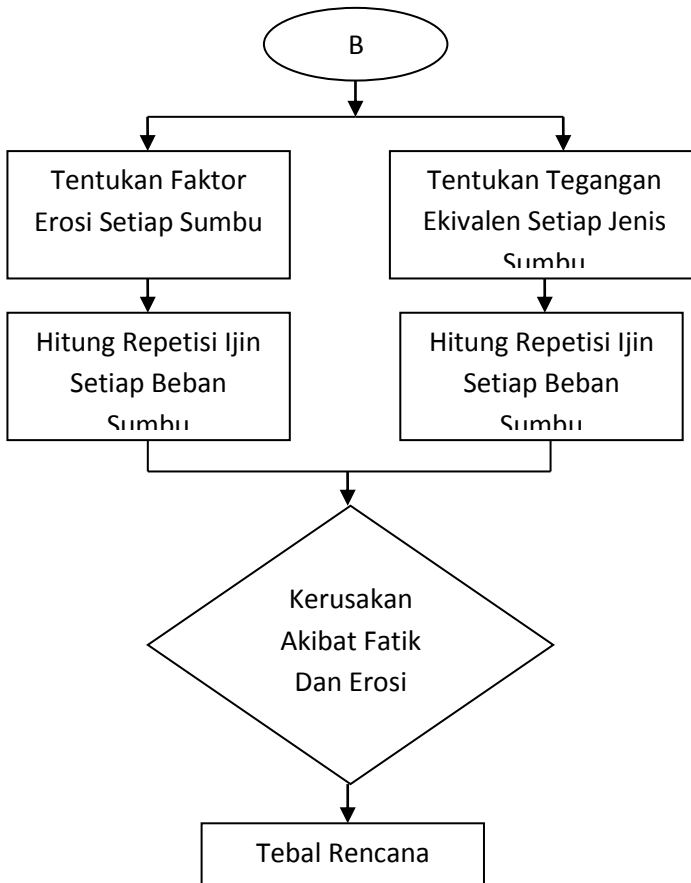 B
Tentukan Faktor
Erosi Setiap Sumbu
Tentukan Tegangan
Ekivalen Setiap Jenis
Sumbu
Hitung Repetisi Ijin
Setiap Beban
Sumbu
Hitung Repetisi Ijin
Setiap Beban
Sumbu
Kerusakan
Akibat Fatik
Dan Erosi
Tebal Rencana